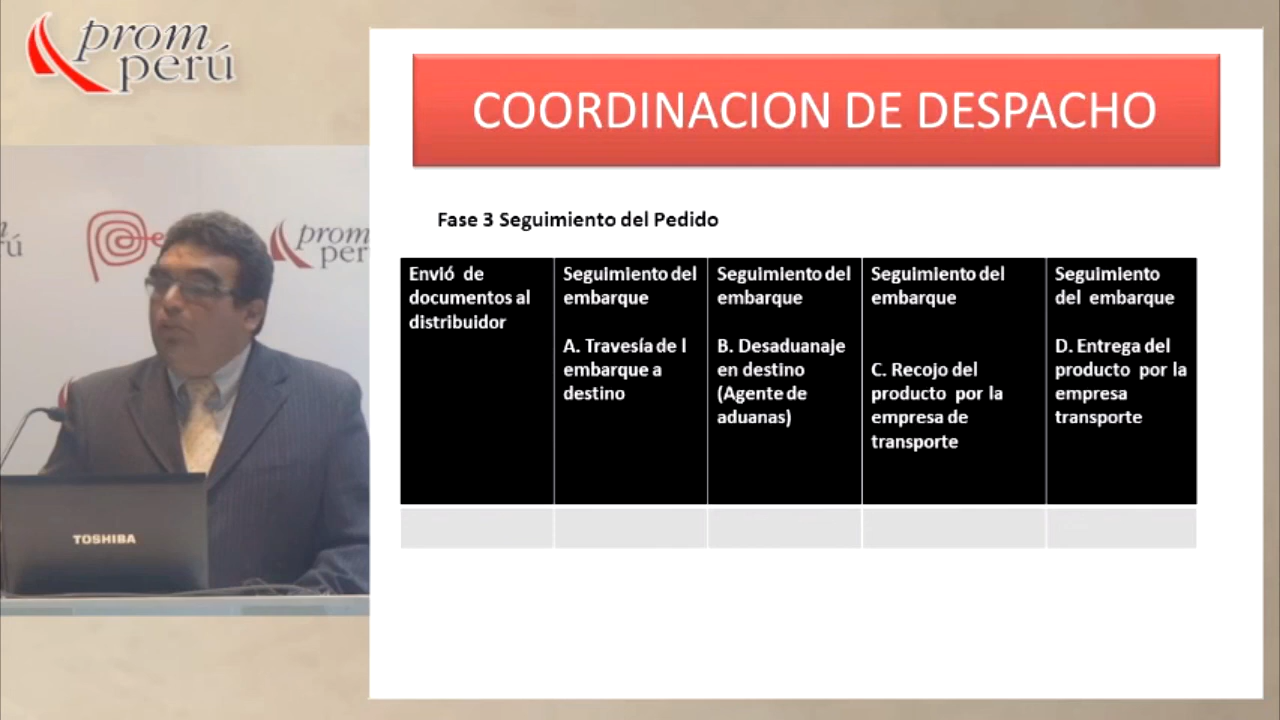 prom
perú
COORDINACION DE DESPACHO
Fase 3 Seguimiento del Pedido
Envió de
documentos al
distribuidor
Seguimiento del
embarque
A. Travesía de l
embarque a
destino
Seguimiento del
embarque
B. Desaduanaje
en destino
(Agente de
aduanas)
Seguimiento del
embarque
C. Recojo del
producto por la
empresa de
transporte
Seguimiento
del embarque
D. Entrega del
producto por la
empresa
transporte
prom
per
TOSHIBA